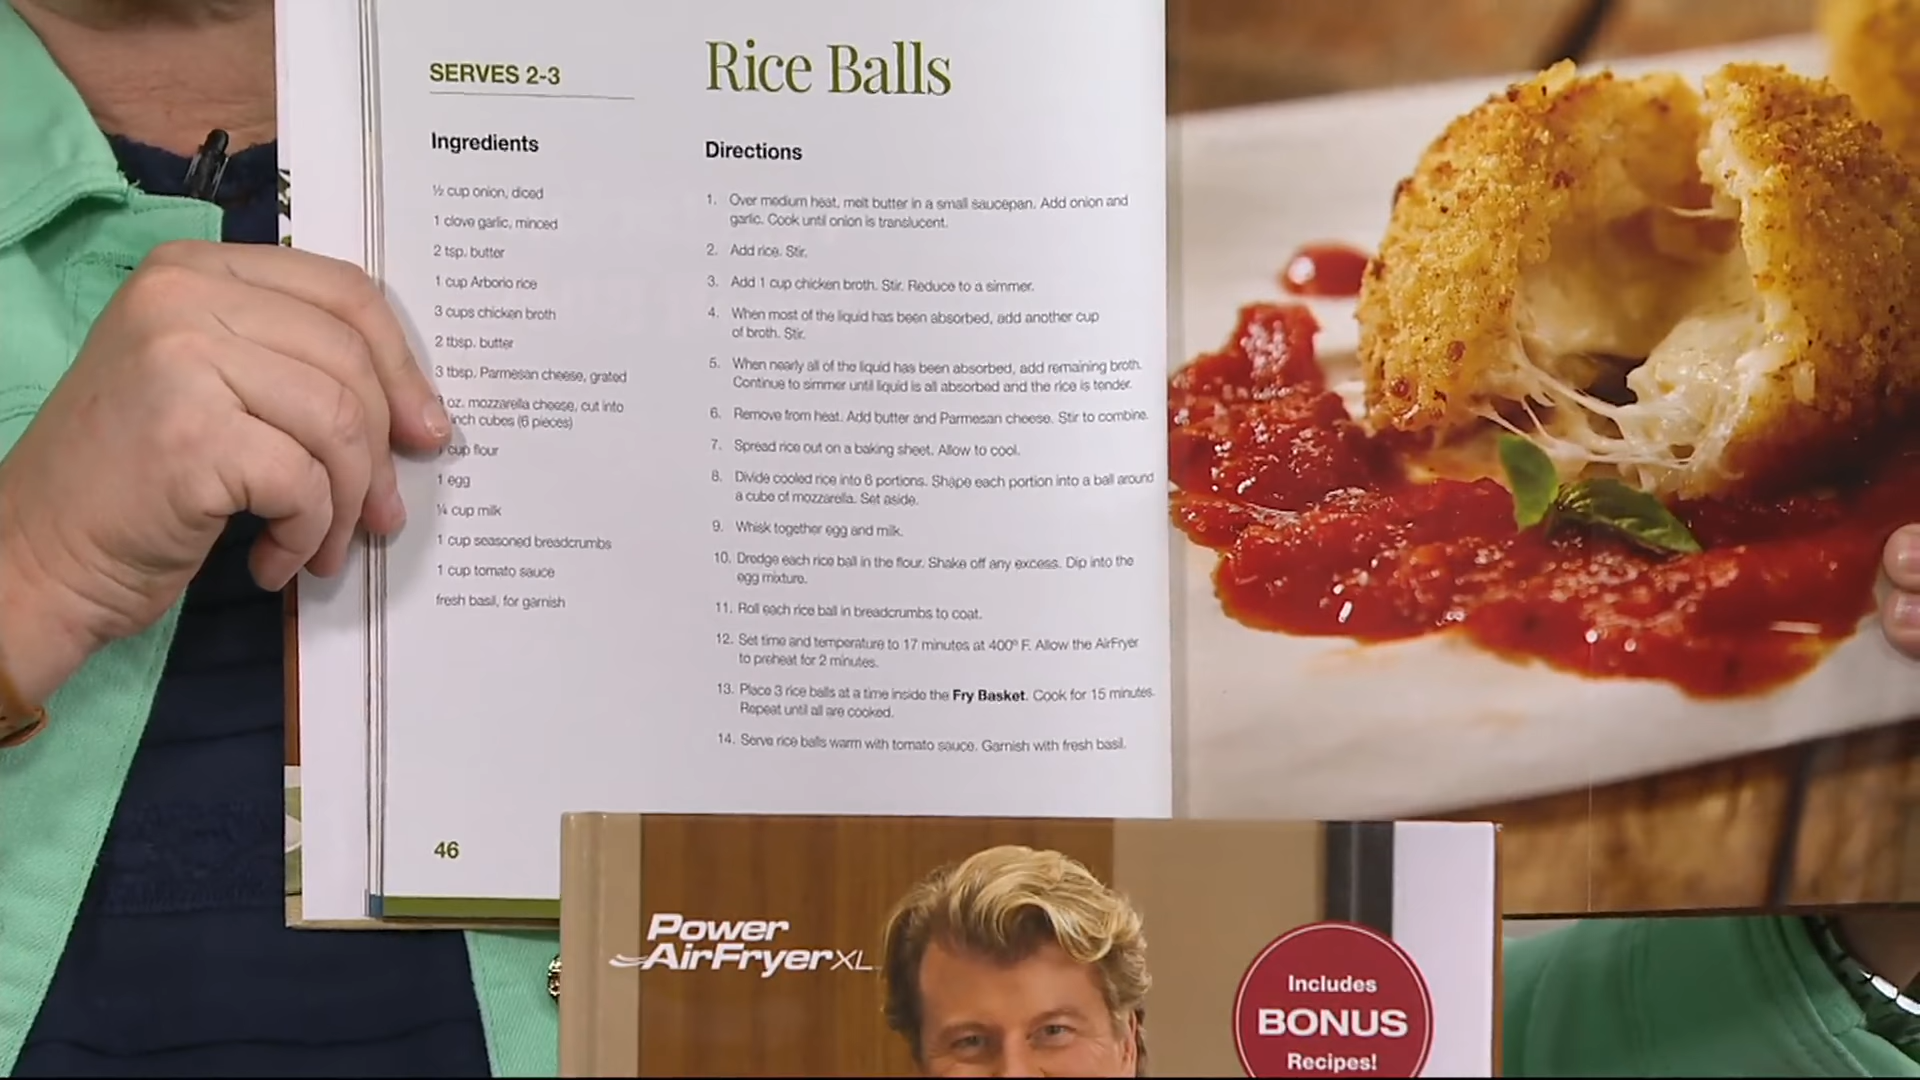 SERVES 2-3
Ingredients
½ cup onion, diced
1 clove garlic, minced
2 tsp. butter
1 cup Arborio rice
3 cups chicken broth
2 tbsp. butter
3 tbsp. Parmesan cheese, grated
oz. mozzarella cheese, cut into
inch cubes (6 pieces)
cup flour
1 egg
¼ cup milk
1 cup seasoned breadcrumbs
1 cup tomato sauce
fresh basil, for garnish
46
Rice Balls
Directions
1. Over medium heat, melt butter in a small saucepan. Add onion and
garlic. Cook until onion is translucent.
2. Add rice. Stir.
3. Add 1 cup chicken broth. Stir. Reduce to a simmer.
4. When most of the liquid has been absorbed, add another cup
of broth. Stir.
5. When nearly all of the liquid has been absorbed, add remaining broth.
Continue to simmer until liquid is all absorbed and the rice is tender.
6. Remove from heat. Add butter and Parmesan cheese. Stir to combine.
7. Spread rice out on a baking sheet. Allow to cool.
8. Divide cooled rice into 6 portions. Shape each portion into a ball around
a cube of mozzarella. Set aside.
9. Whisk together egg and milk.
10. Dredge each rice ball in the flour. Shake off any excess. Dip into the
egg mixture.
11. Roll each rice ball in breadcrumbs to coat.
12. Set time and temperature to 17 minutes at 400º F. Allow the AirFryer
to preheat for 2 minutes.
13. Place 3 rice balls at a time inside the Fry Basket. Cook for 15 minutes.
Repeat until all are cooked.
14. Serve rice balls warm with tomato sauce. Garnish with fresh basil.
Power
AirFryer XL
Includes
BONUS
Recipes!